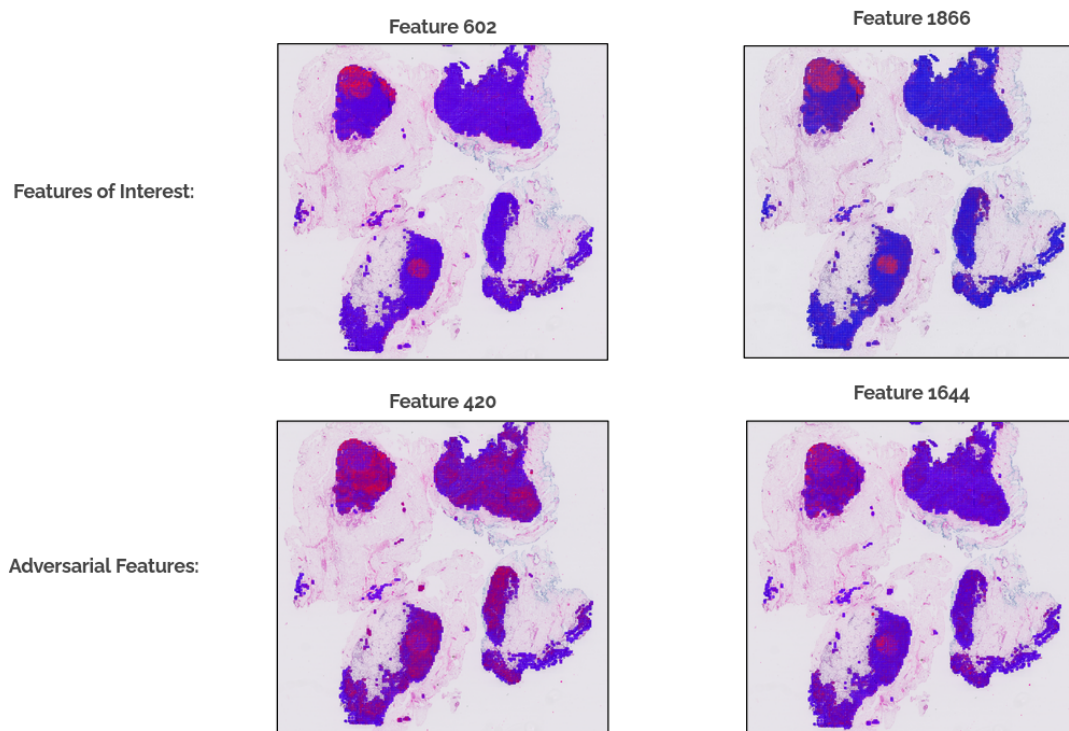 Feature 602
Feature 1866
Features of Interest:
Feature 420
Feature 1644
Adversarial Features: